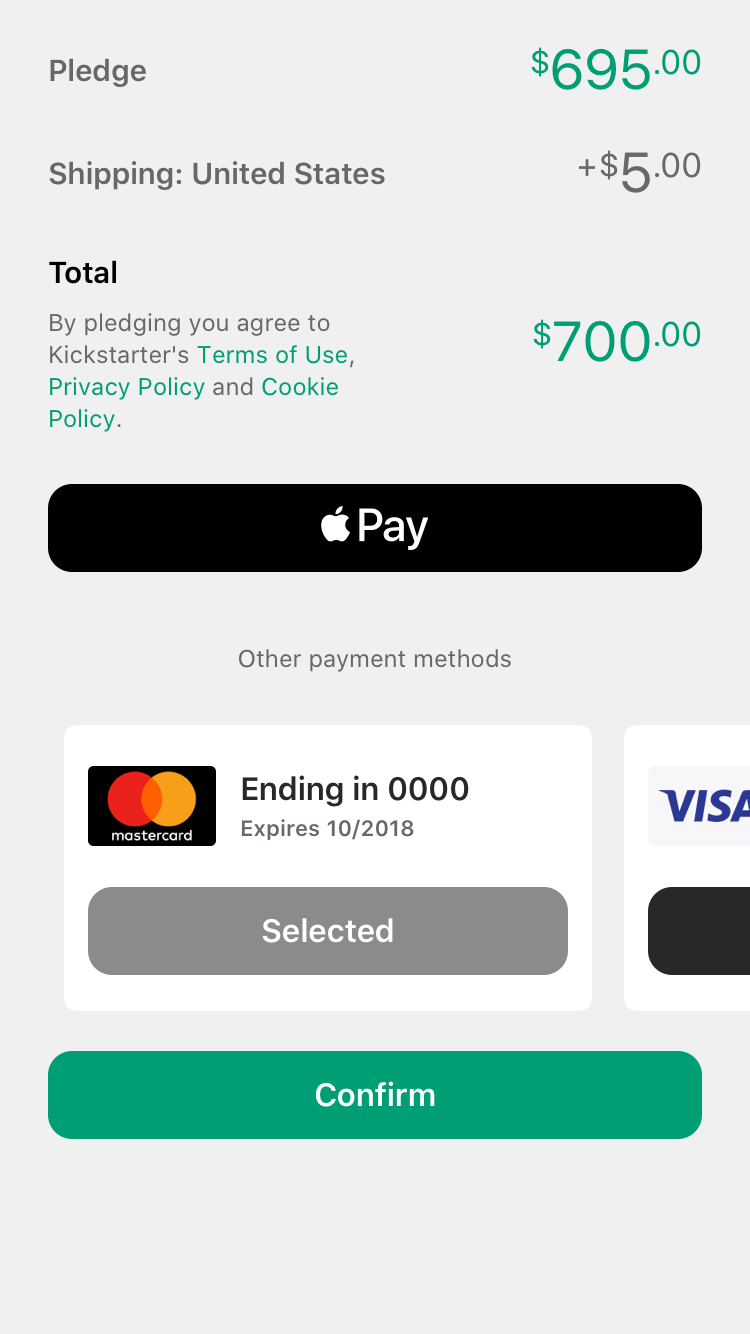 Pledge $695.00
Shipping: United States +$5.00
Total
By pledging you agree to
Kickstarter's Terms of Use,
Privacy Policy and Cookie
Policy.
$700.00
Pay
Other payment methods
mastercard
Ending in 0000
Expires 10/2018
Selected
VISA
Confirm